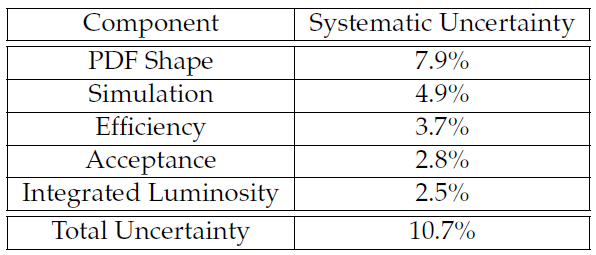 Component Systematic Uncertainty
PDF Shape 7.9%
Simulation 4.9%
Efficiency 3.7%
Acceptance 2.8%
Integrated Luminosity 2.5%
Total Uncertainty 10.7%